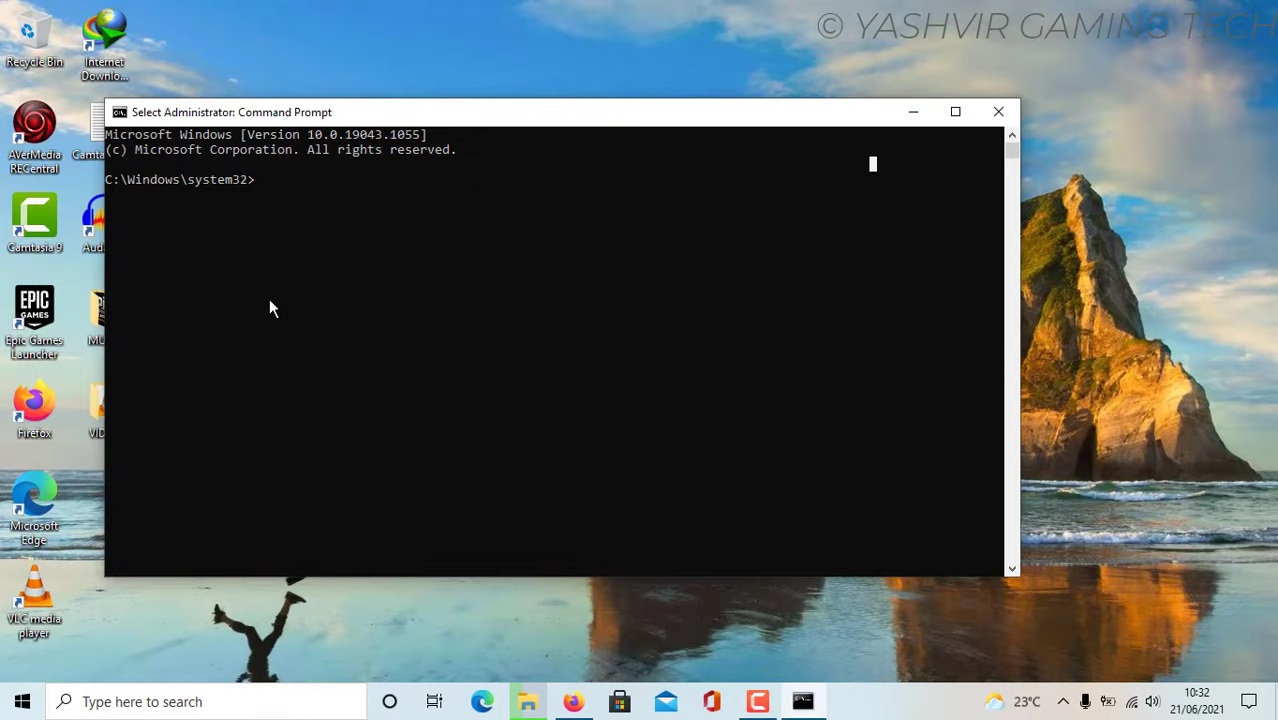 © YASHVIR GAMING TECH
Recycle Bin
Internet
Downlo...
AVerMedia
RECentral
Camta
Camtasia 9
Aud
EPIC
GAMES
Epic Games
Launcher
MU
Firefox
VID
Microsoft
Edge
VLC media
player
Select Administrator: Command Prompt
Microsoft Windows [Version 10.0.19043.1055]
(c) Microsoft Corporation. All rights reserved.
C:\Windows\system32>
Type here to search
23°C
10:32
21/06/2021